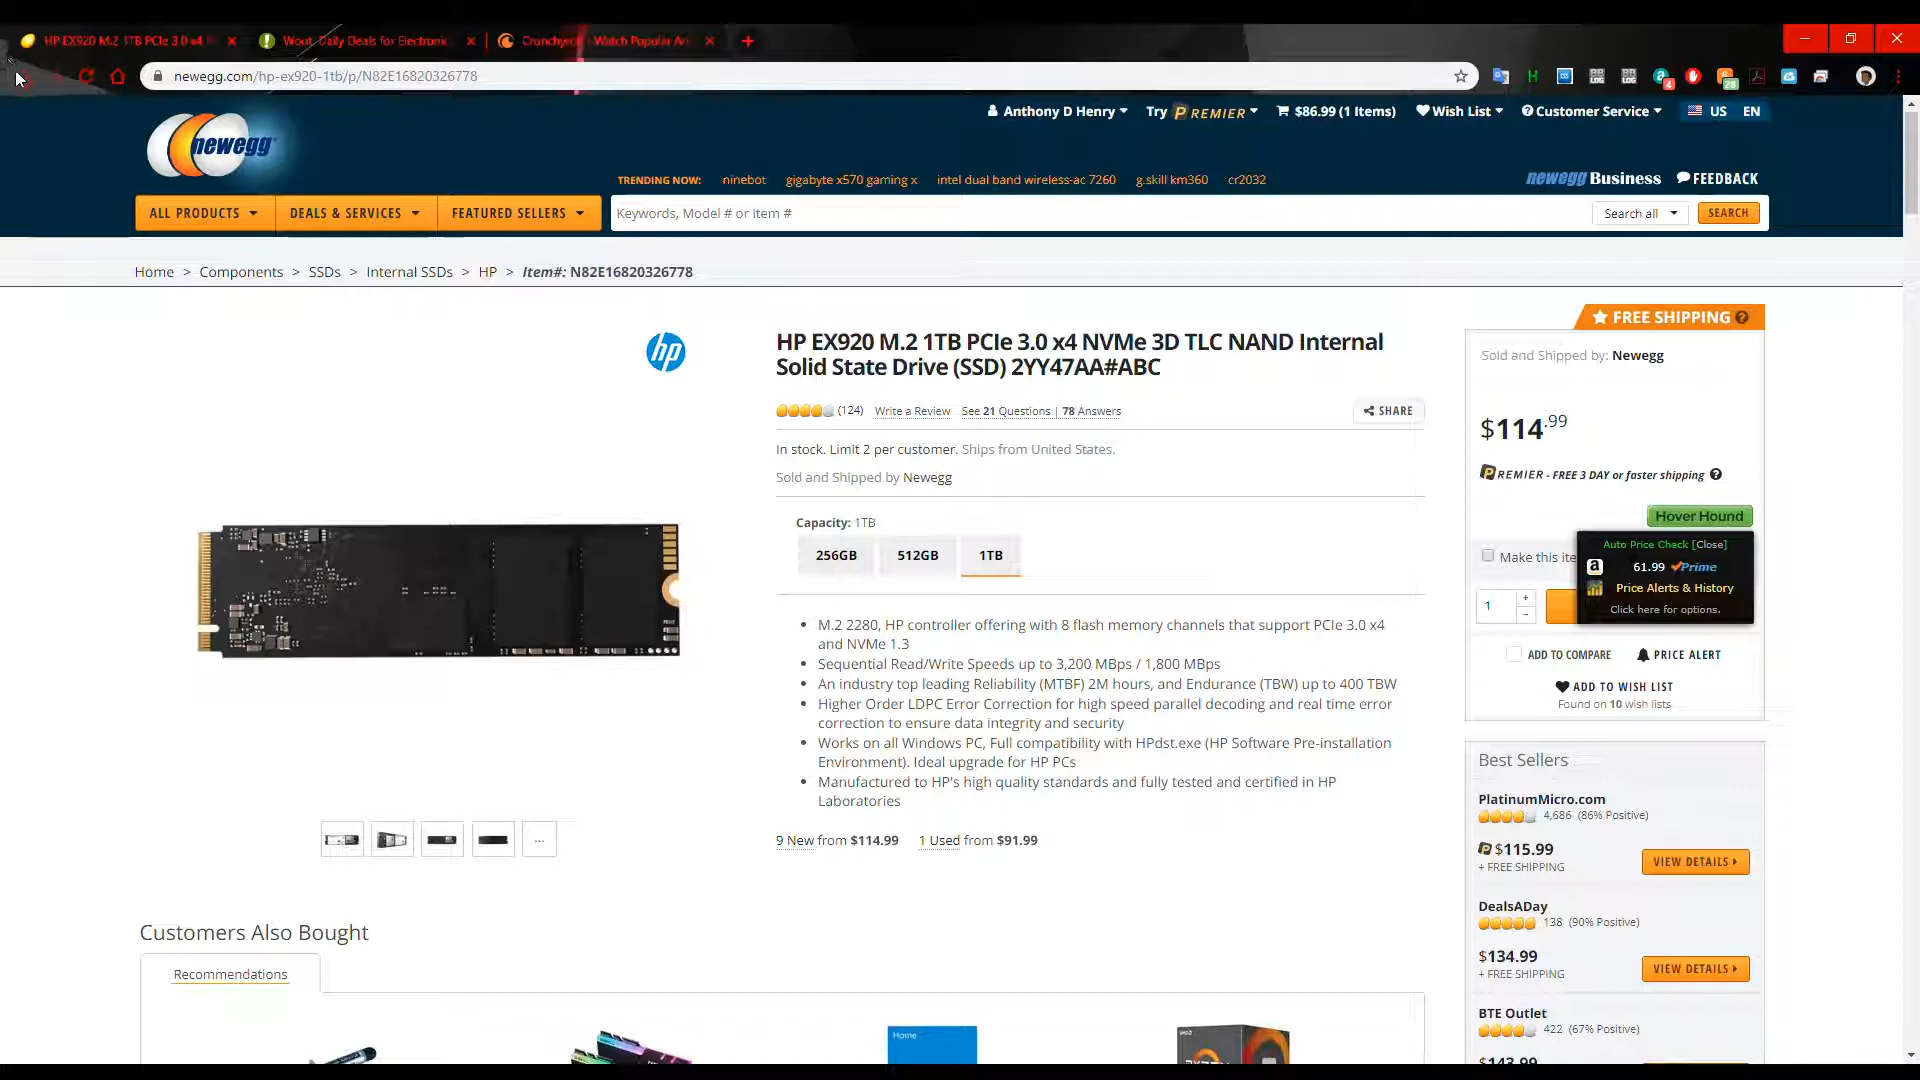 HP EX920 M.2 1TB PCIe 3.0 x4
Woot: Daily Deals for Electronic
Crunchyroll - Watch Popular An
newegg.com/hp-ex920-1tb/p/N82E16820326778
4
28
newegg
Anthony D Henry
Try PREMIER
$86.99 (1 Items)
Wish List
Customer Service
US
EN
TRENDING NOW: ninebot gigabyte x570 gaming x intel dual band wireless-ac 7260 g.skill km360 cr2032
newegg Business
FEEDBACK
ALL PRODUCTS
DEALS & SERVICES
FEATURED SELLERS
Keywords, Model # or Item #
Search all
SEARCH
Home > Components > SSDs > Internal SSDs > HP > Item#: N82E16820326778
hp
HP EX920 M.2 1TB PCIe 3.0 x4 NVMe 3D TLC NAND Internal
Solid State Drive (SSD) 2YY47AA#ABC
(124) Write a Review See 21 Questions | 78 Answers
SHARE
In stock. Limit 2 per customer. Ships from United States.
Sold and Shipped by Newegg
Capacity: 1TB
256GB
512GB
1TB
• M.2 2280, HP controller offering with 8 flash memory channels that support PCIe 3.0 x4
and NVMe 1.3
• Sequential Read/Write Speeds up to 3,200 MBps / 1,800 MBps
• An industry top leading Reliability (MTBF) 2M hours, and Endurance (TBW) up to 400 TBW
• Higher Order LDPC Error Correction for high speed parallel decoding and real time error
correction to ensure data integrity and security
• Works on all Windows PC, Full compatibility with HPdst.exe (HP Software Pre-installation
Environment). Ideal upgrade for HP PCs
• Manufactured to HP's high quality standards and fully tested and certified in HP
Laboratories
9 New from $114.99 1 Used from $91.99
FREE SHIPPING
Sold and Shipped by: Newegg
$114.99
PREMIER - FREE 3 DAY or faster shipping
Hover Hound
Make this ite
Auto Price Check [Close]
61.99 Prime
Price Alerts & History
Click here for options.
1
ADD TO COMPARE
PRICE ALERT
ADD TO WISH LIST
Found on 10 wish lists
Best Sellers
PlatinumMicro.com
4,686 (86% Positive)
$115.99
+ FREE SHIPPING
VIEW DETAILS
DealsADay
138 (90% Positive)
$134.99
+ FREE SHIPPING
VIEW DETAILS
BTE Outlet
422 (67% Positive)
$143.99
Customers Also Bought
Recommendations
Home
AMD
RYZEN